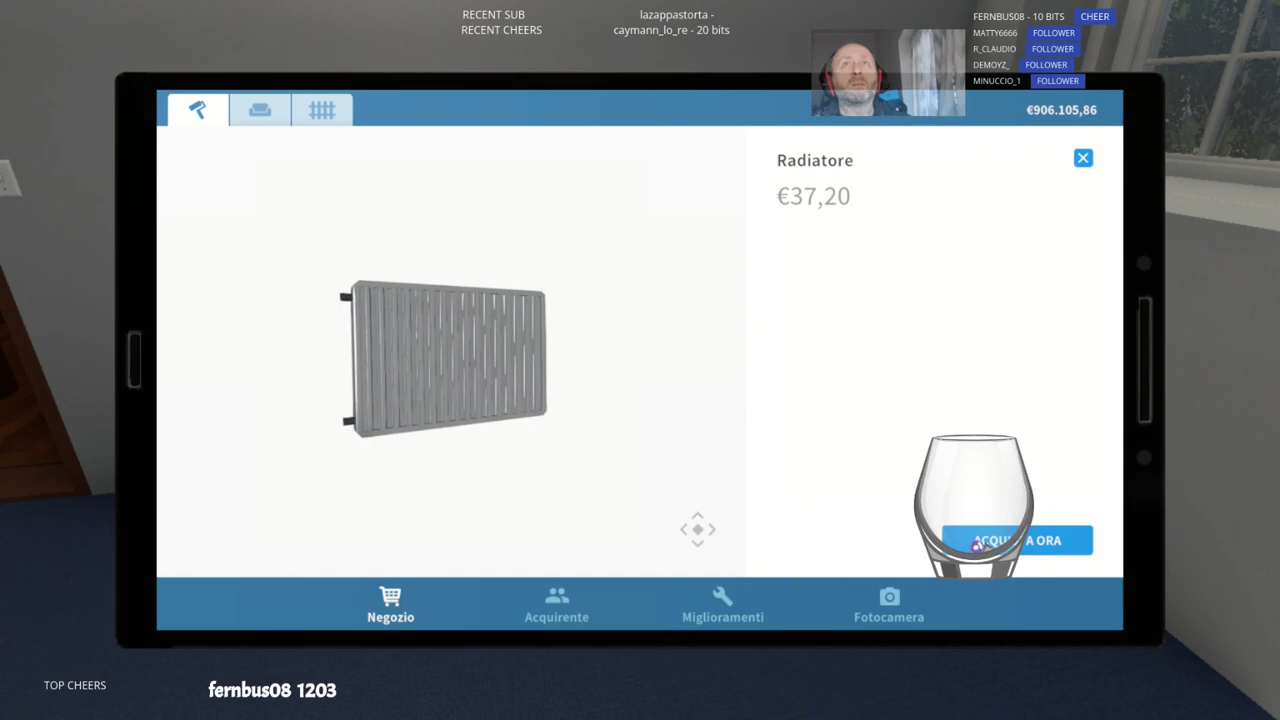 RECENT SUB
RECENT CHEERS
lazappastorta -
caymann_lo_re - 20 bits
FERNBUS08 - 10 BITS CHEER
MATTY6666 FOLLOWER
R_CLAUDIO FOLLOWER
DEMOYZ_ FOLLOWER
MINUCCIO_1 FOLLOWER
€906.105,86
Radiatore
€37,20
ORA
Negozio
Acquirente
Miglioramenti
Fotocamera
TOP CHEERS
fernbus08 1203